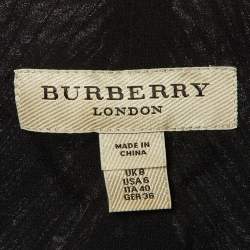 BURBERRY
LONDON
MADE IN
CHINA
UK 8
USA 6
ITA 40
GER 36